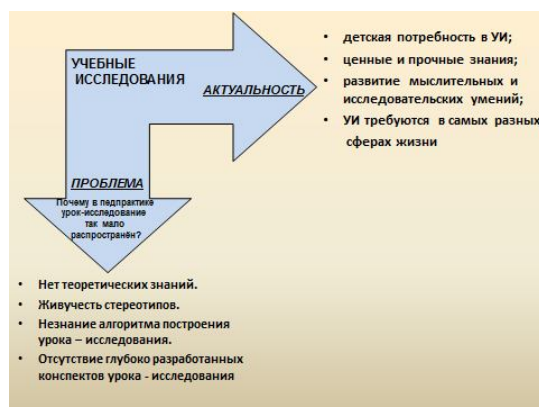 УЧЕБНЫЕ
ИССЛЕДОВАНИЯ
АКТУАЛЬНОСТЬ
• детская потребность в УИ;
• ценные и прочные знания;
• развитие мыслительных и
исследовательских умений;
• УИ требуются в самых разных
сферах жизни
ПРОБЛЕМА
Почему в педпрактике
урок-исследование
так мало
распространён?
• Нет теоретических знаний.
• Живучесть стереотипов.
• Незнание алгоритма построения
урока – исследования.
• Отсутствие глубоко разработанных
конспектов урока - исследования